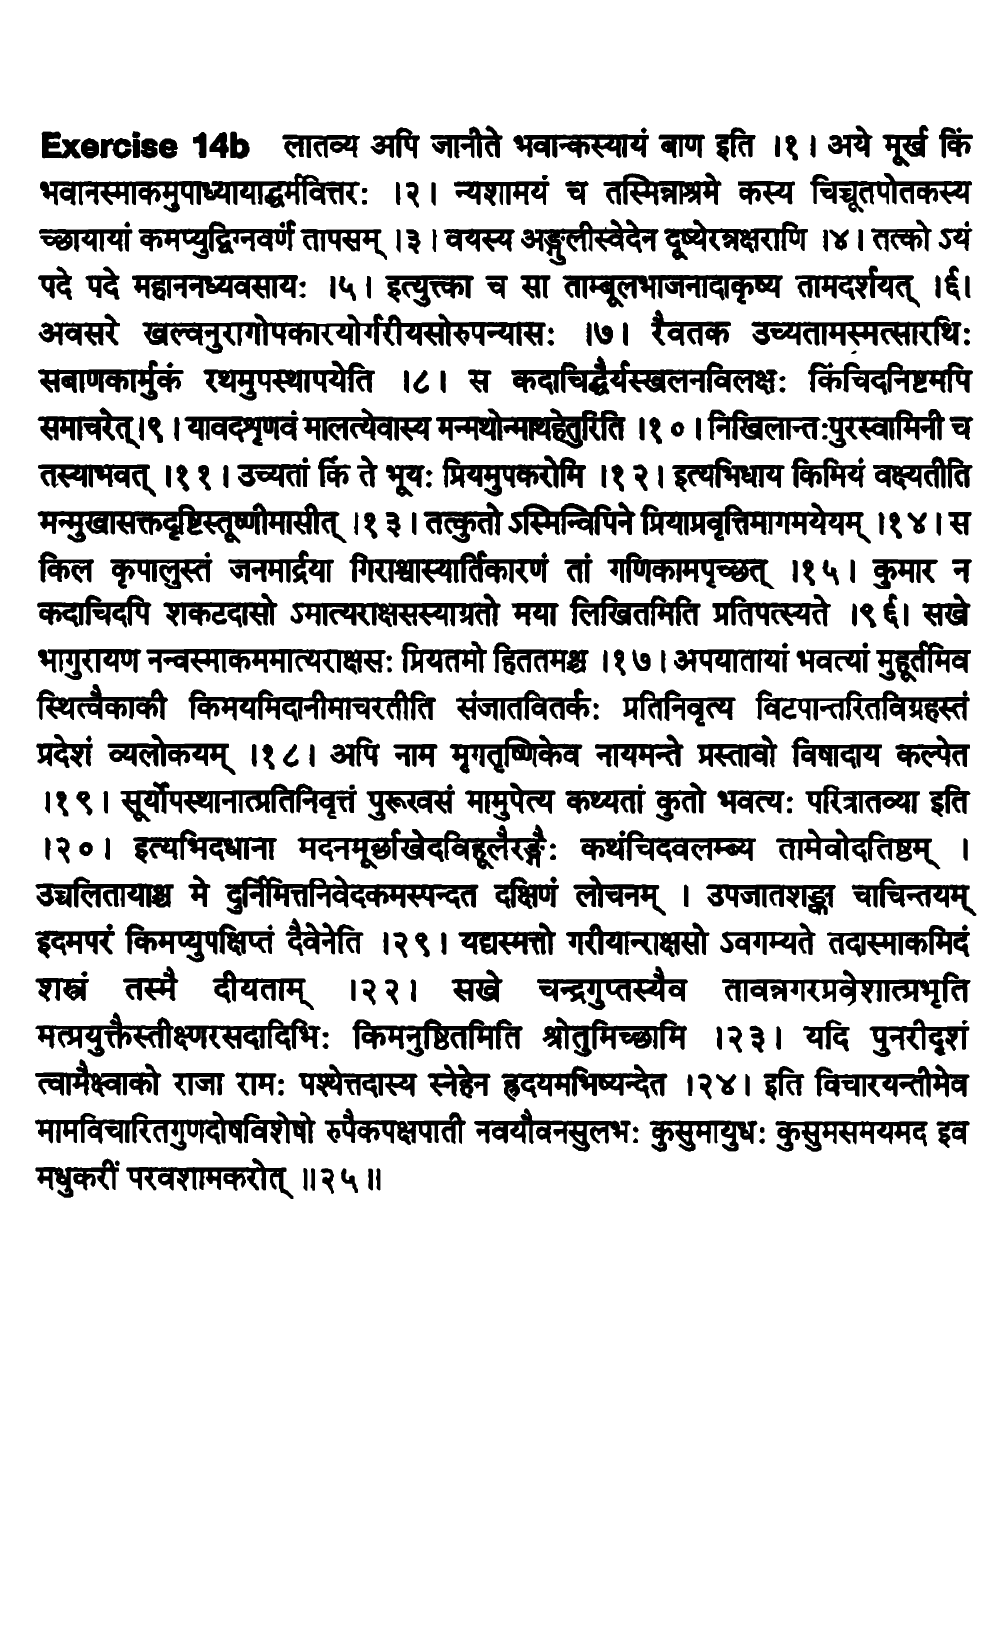 Exercise 14b लातव्य अपि जानीते भवान्कस्यायं बाण इति ।१। अये मूर्ख किं
भवानस्माकमुपाध्यायाद्धर्मवित्तरः ।२। न्यशामयं च तस्मिन्नाश्रमे कस्य चिच्चूतपोतकस्य
च्छायायां कमप्युद्विग्नवर्णं तापसम् ।३। वयस्य अङ्गुलीस्वेदेन दूष्येरन्नक्षराणि ।४। तत्को ऽयं
पदे पदे महाननध्यवसायः ।५। इत्युत्त्का च सा ताम्बूलभाजनादाकृष्य तामदर्शयत् ।६।
अवसरे खल्वनुरागोपकारयोर्गरीयसोरुपन्यासः ।७। रैवतक उच्यतामस्मत्सारथिः
सबाणकार्मुकं रथमुपस्थापयेति ।८। स कदाचिद्धैर्यस्खलनविलक्षः किंचिदनिष्टमपि
समाचरेत्।९। यावदशृणवं मालत्येवास्य मन्मथोन्माथहेतुरिति ।१०। निखिलान्तःपुरस्वामिनी च
तस्याभवत् ।११। उच्यतां किं ते भूयः प्रियमुपकरोमि ।१२। इत्यभिधाय किमियं वक्ष्यतीति
मन्मुखासक्तदृष्टिस्तूष्णीमासीत् ।१३। तत्कुतो ऽस्मिन्विपिने प्रियाप्रवृत्तिमागमयेयम् ।१४। स
किल कृपालुस्तं जनमार्द्रया गिराश्वास्यार्तिकारणं तां गणिकामपृच्छत् ।१५। कुमार न
कदाचिदपि शकटदासो ऽमात्यराक्षसस्याग्रतो मया लिखितमिति प्रतिपत्स्यते ।१६। सखे
भागुरायण नन्वस्माकममात्यराक्षसः प्रियतमो हिततमश्च ।१७। अपयातायां भवत्यां मुहूर्तमिव
स्थित्वैकाकी किमयमिदानीमाचरतीति संजातवितर्कः प्रतिनिवृत्य विटपान्तरितविग्रहस्तं
प्रदेशं व्यलोकयम् ।१८। अपि नाम मृगतृष्णिकेव नायमन्ते प्रस्तावो विषादाय कल्पेत
।१९। सूर्योपस्थानात्प्रतिनिवृत्तं पुरूरवसं मामुपेत्य कथ्यतां कुतो भवत्यः परित्रातव्या इति
।२०। इत्यभिदधाना मदनमूर्छाखेदविह्वलैरङ्गैः कथंचिदवलम्ब्य तामेवोदतिष्ठम् ।
उच्चलितायाश्च मे दुर्निमित्तनिवेदकमस्पन्दत दक्षिणं लोचनम् । उपजातशङ्का चाचिन्तयम्
इदमपरं किमप्युपक्षिप्तं दैवेनेति ।२१। यद्यस्मत्तो गरीयान्राक्षसो ऽवगम्यते तदास्माकमिदं
शस्त्रं तस्मै दीयताम् ।२२। सखे चन्द्रगुप्तस्यैव तावन्नगरप्रवेशात्प्रभृति
मत्प्रयुक्तैस्तीक्ष्णरसदादिभिः किमनुष्ठितमिति श्रोतुमिच्छामि ।२३। यदि पुनरीदृशं
त्वामैक्ष्वाको राजा रामः पश्येत्तदास्य स्नेहेन हृदयमभिष्यन्देत ।२४। इति विचारयन्तीमेव
मामविचारितगुणदोषविशेषो रुपैकपक्षपाती नवयौवनसुलभः कुसुमायुधः कुसुमसमयमद इव
मधुकरीं परवशामकरोत् ॥२५॥